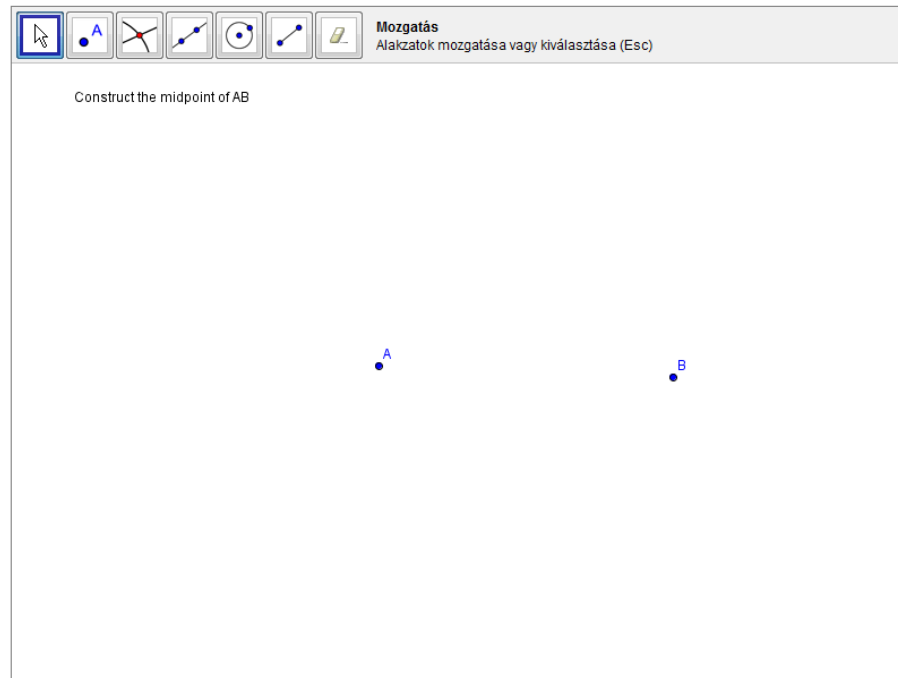 A
Mozgatás
Alakzatok mozgatása vagy kiválasztása (Esc)
Construct the midpoint of AB
A
B